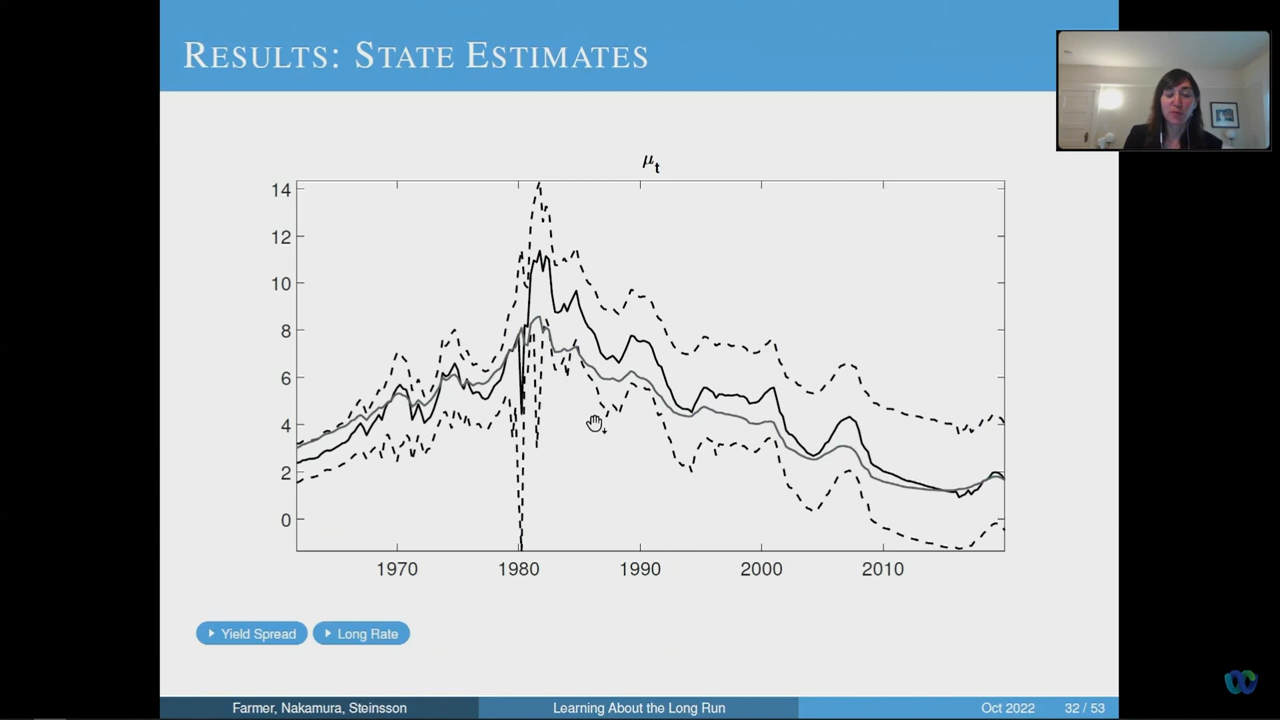 RESULTS: STATE ESTIMATES
μt
14
12
10
8
6
4
2
0
1970 1980 1990 2000 2010
Yield Spread Long Rate
Farmer, Nakamura, Steinsson Learning About the Long Run Oct 2022 32 / 53